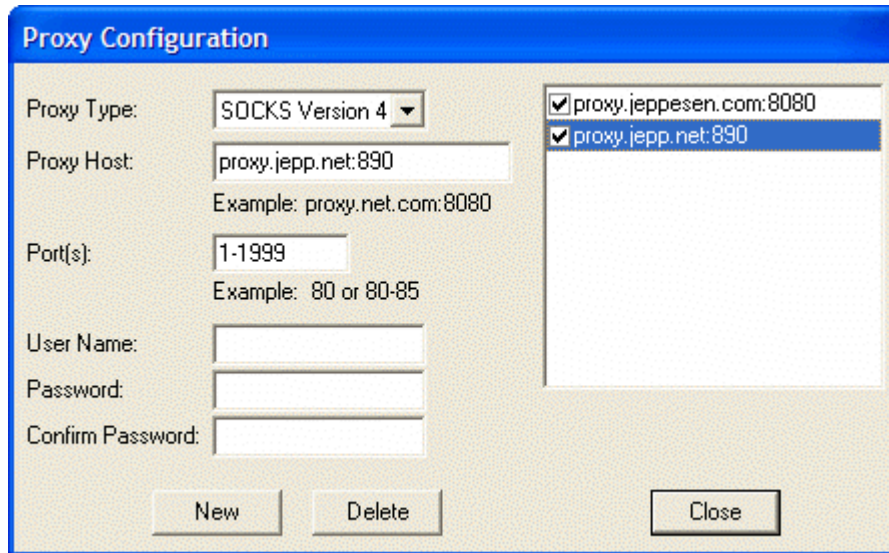 Proxy Configuration
Proxy Type:
SOCKS Version 4
Proxy Host:
proxy.jepp.net:890
Example: proxy.net.com:8080
Port(s):
1-1999
Example:  80 or 80-85
User Name:
Password:
Confirm Password:
proxy.jeppesen.com:8080
proxy.jepp.net:890
New
Delete
Close